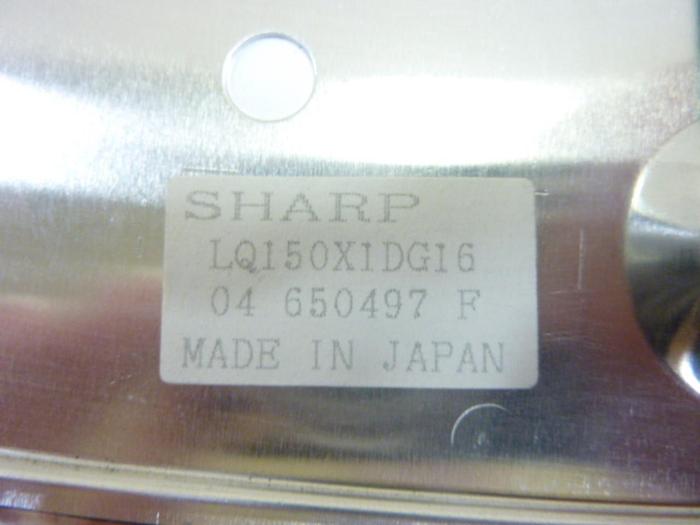 SHARP
LQ150X1DG16
04 650497 F
MADE IN JAPAN